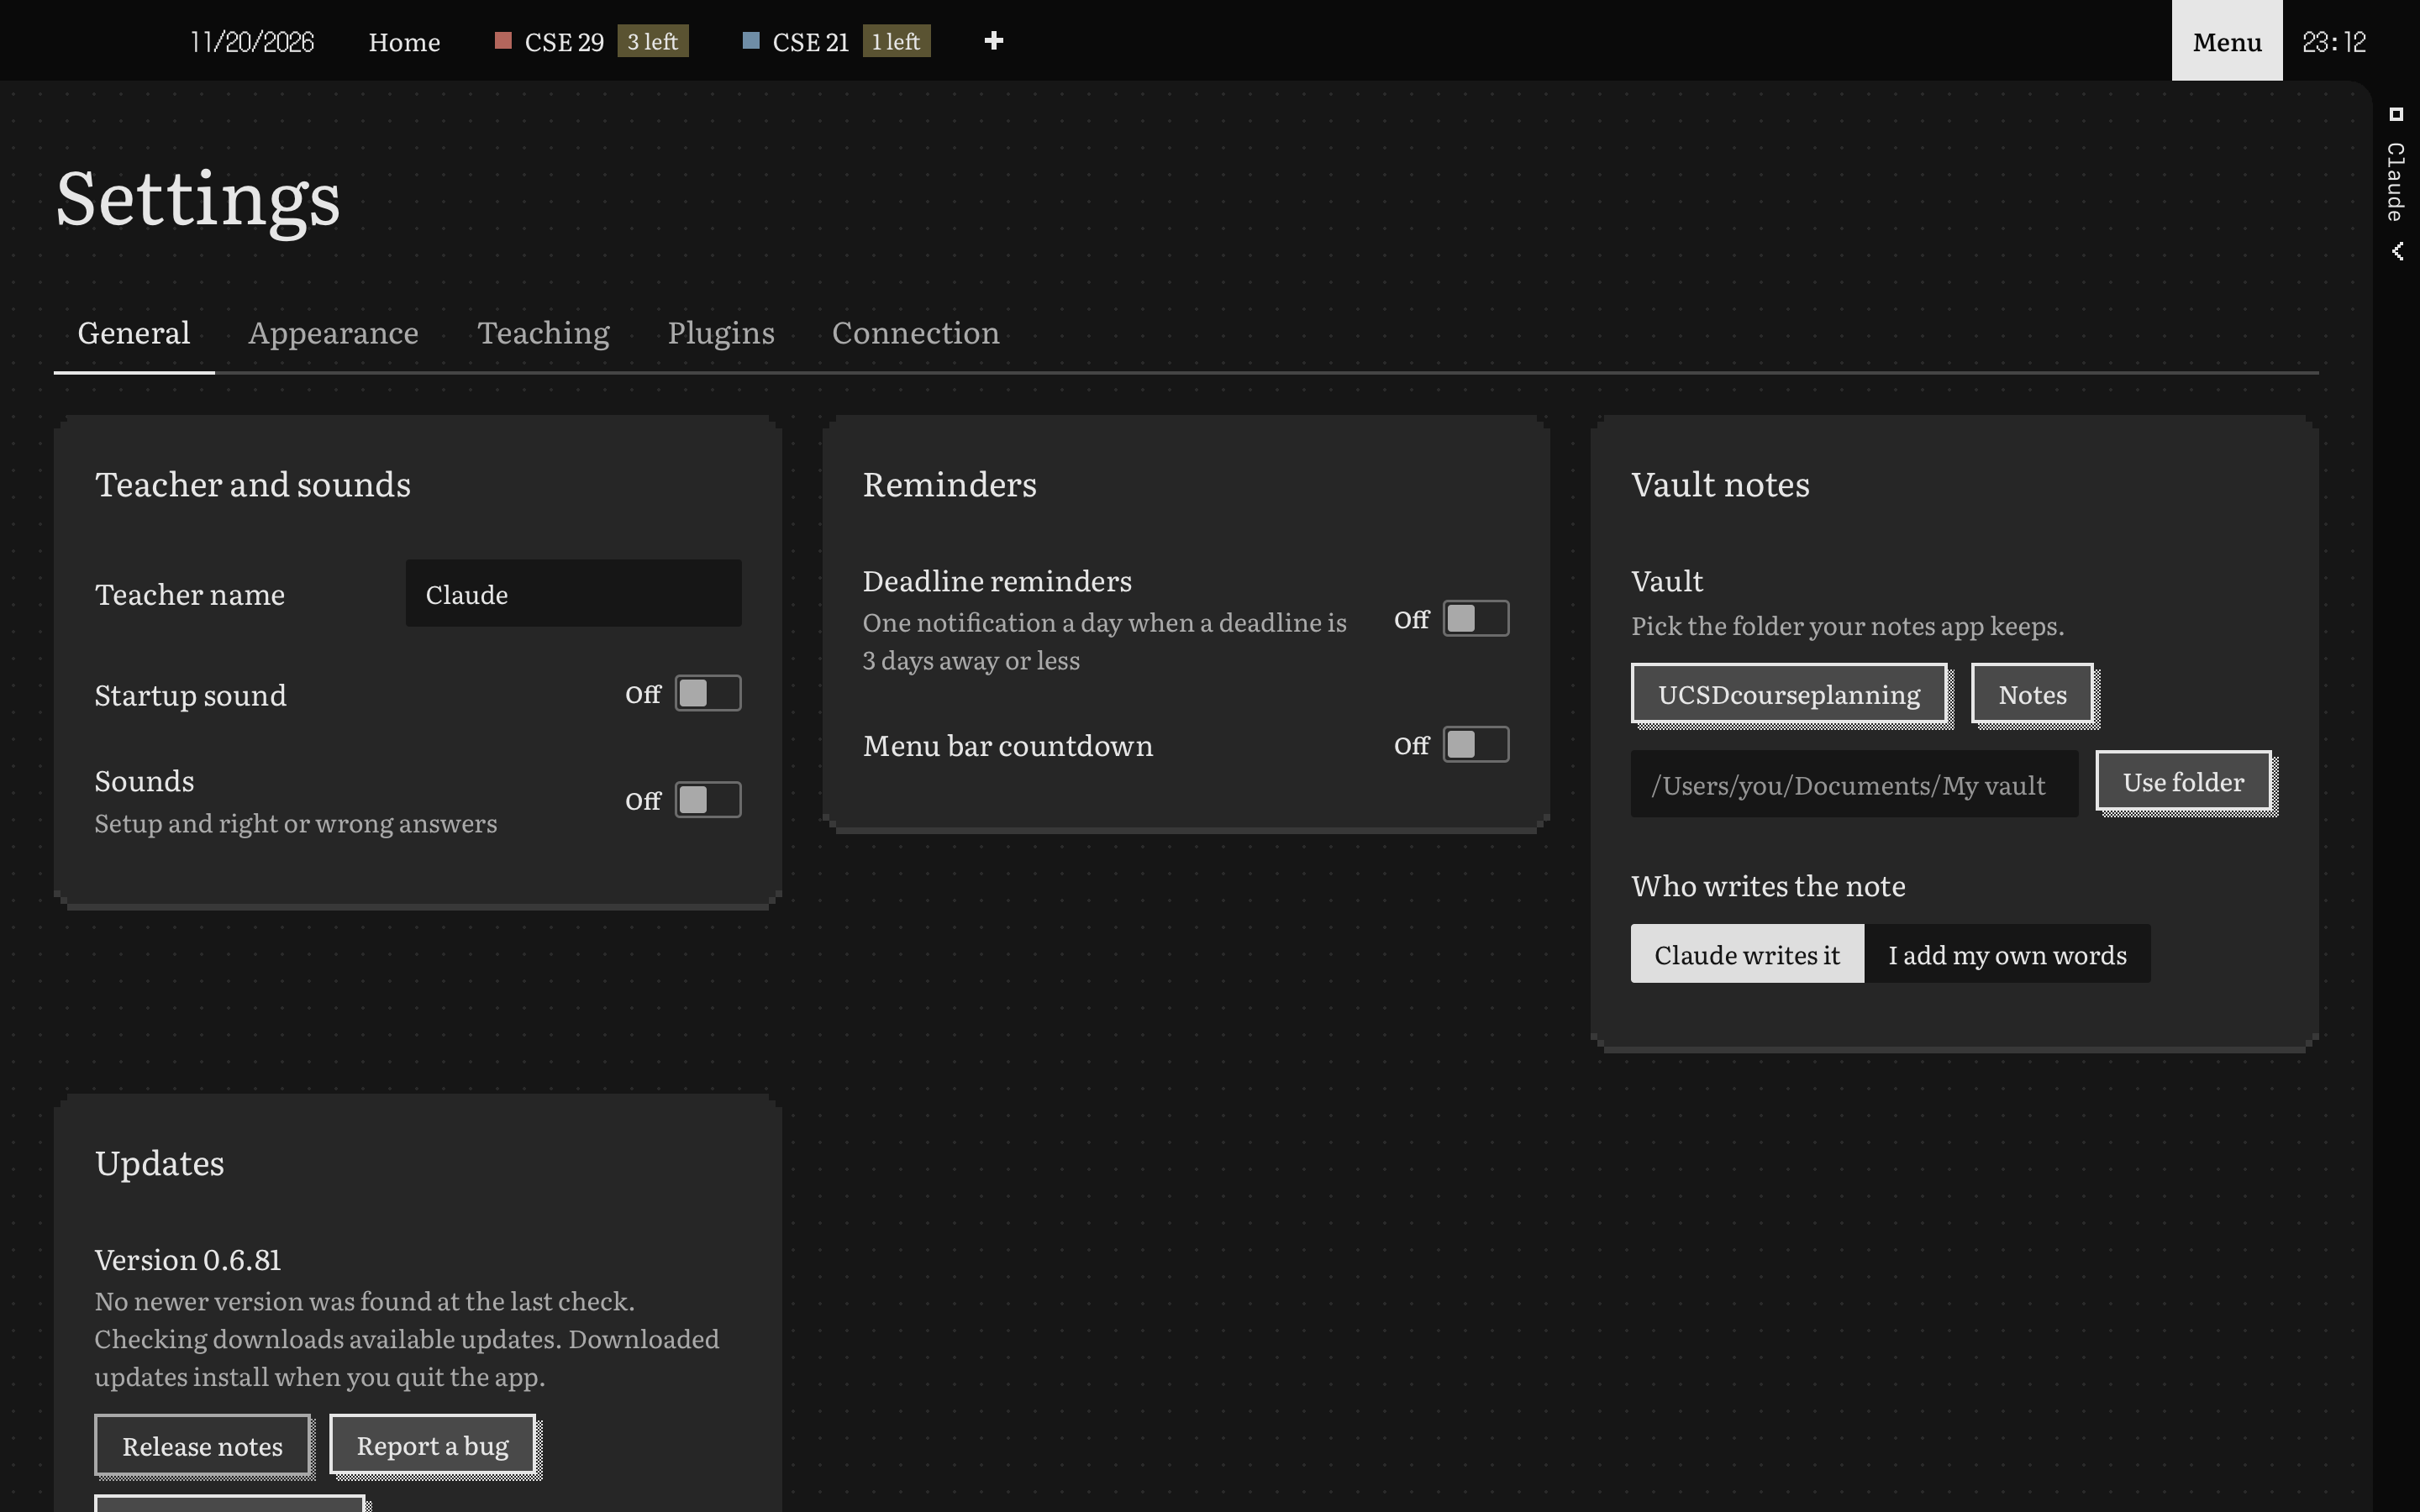 11/20/2026 Home CSE 29 3 left CSE 21 1 left Menu 23:12
Claude
Settings
General Appearance Teaching Plugins Connection
Teacher and sounds
Teacher name Claude
Startup sound Off
Sounds Off
Setup and right or wrong answers
Reminders
Deadline reminders
One notification a day when a deadline is Off
3 days away or less
Menu bar countdown Off
Vault notes
Vault
Pick the folder your notes app keeps.
UCSDcourseplanning Notes
/Users/you/Documents/My vault Use folder
Who writes the note
Claude writes it I add my own words
Updates
Version 0.6.81
No newer version was found at the last check.
Checking downloads available updates. Downloaded
updates install when you quit the app.
Release notes Report a bug